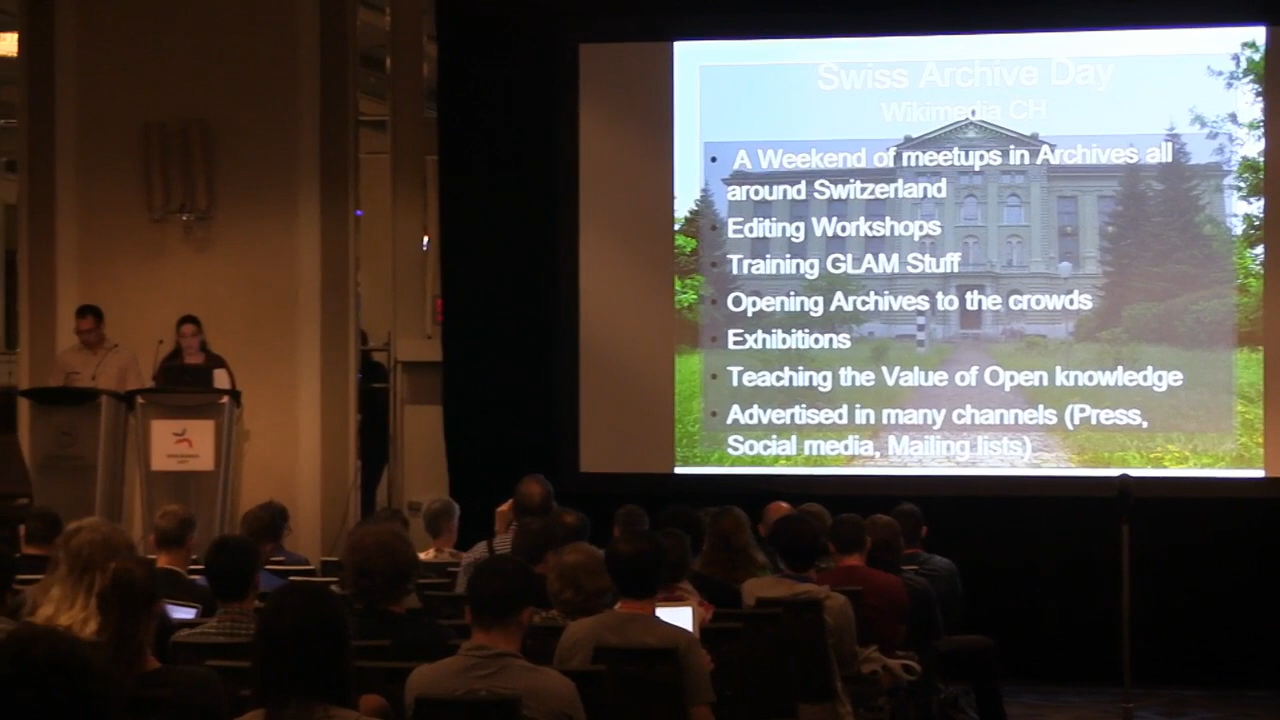 Swiss Archive Day
Wikimedia CH
• A Weekend of meetups in Archives all
around Switzerland
• Editing Workshops
• Training GLAM Stuff
• Opening Archives to the crowds
• Exhibitions
• Teaching the Value of Open knowledge
• Advertised in many channels (Press,
Social media, Mailing lists)